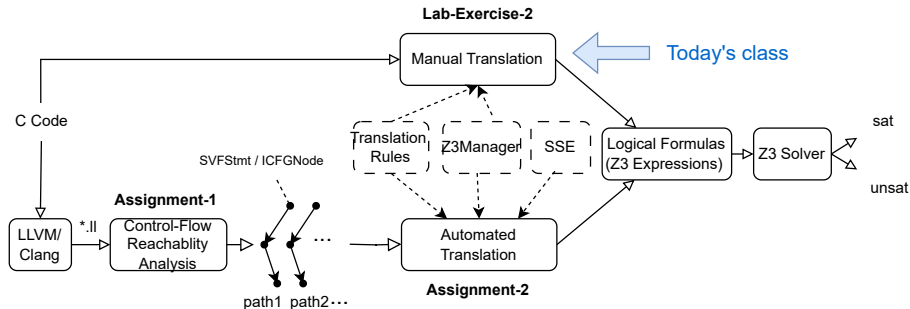 Lab-Exercise-2
Manual Translation
Today's class
C Code
Translation
Rules
Z3Manager
SSE
Logical Formulas
(Z3 Expressions)
Z3 Solver
sat
unsat
SVFStmt / ICFGNode
Assignment-1
LLVM/
Clang
*.ll
Control-Flow
Reachablity
Analysis
...
path1
path2...
Automated
Translation
Assignment-2